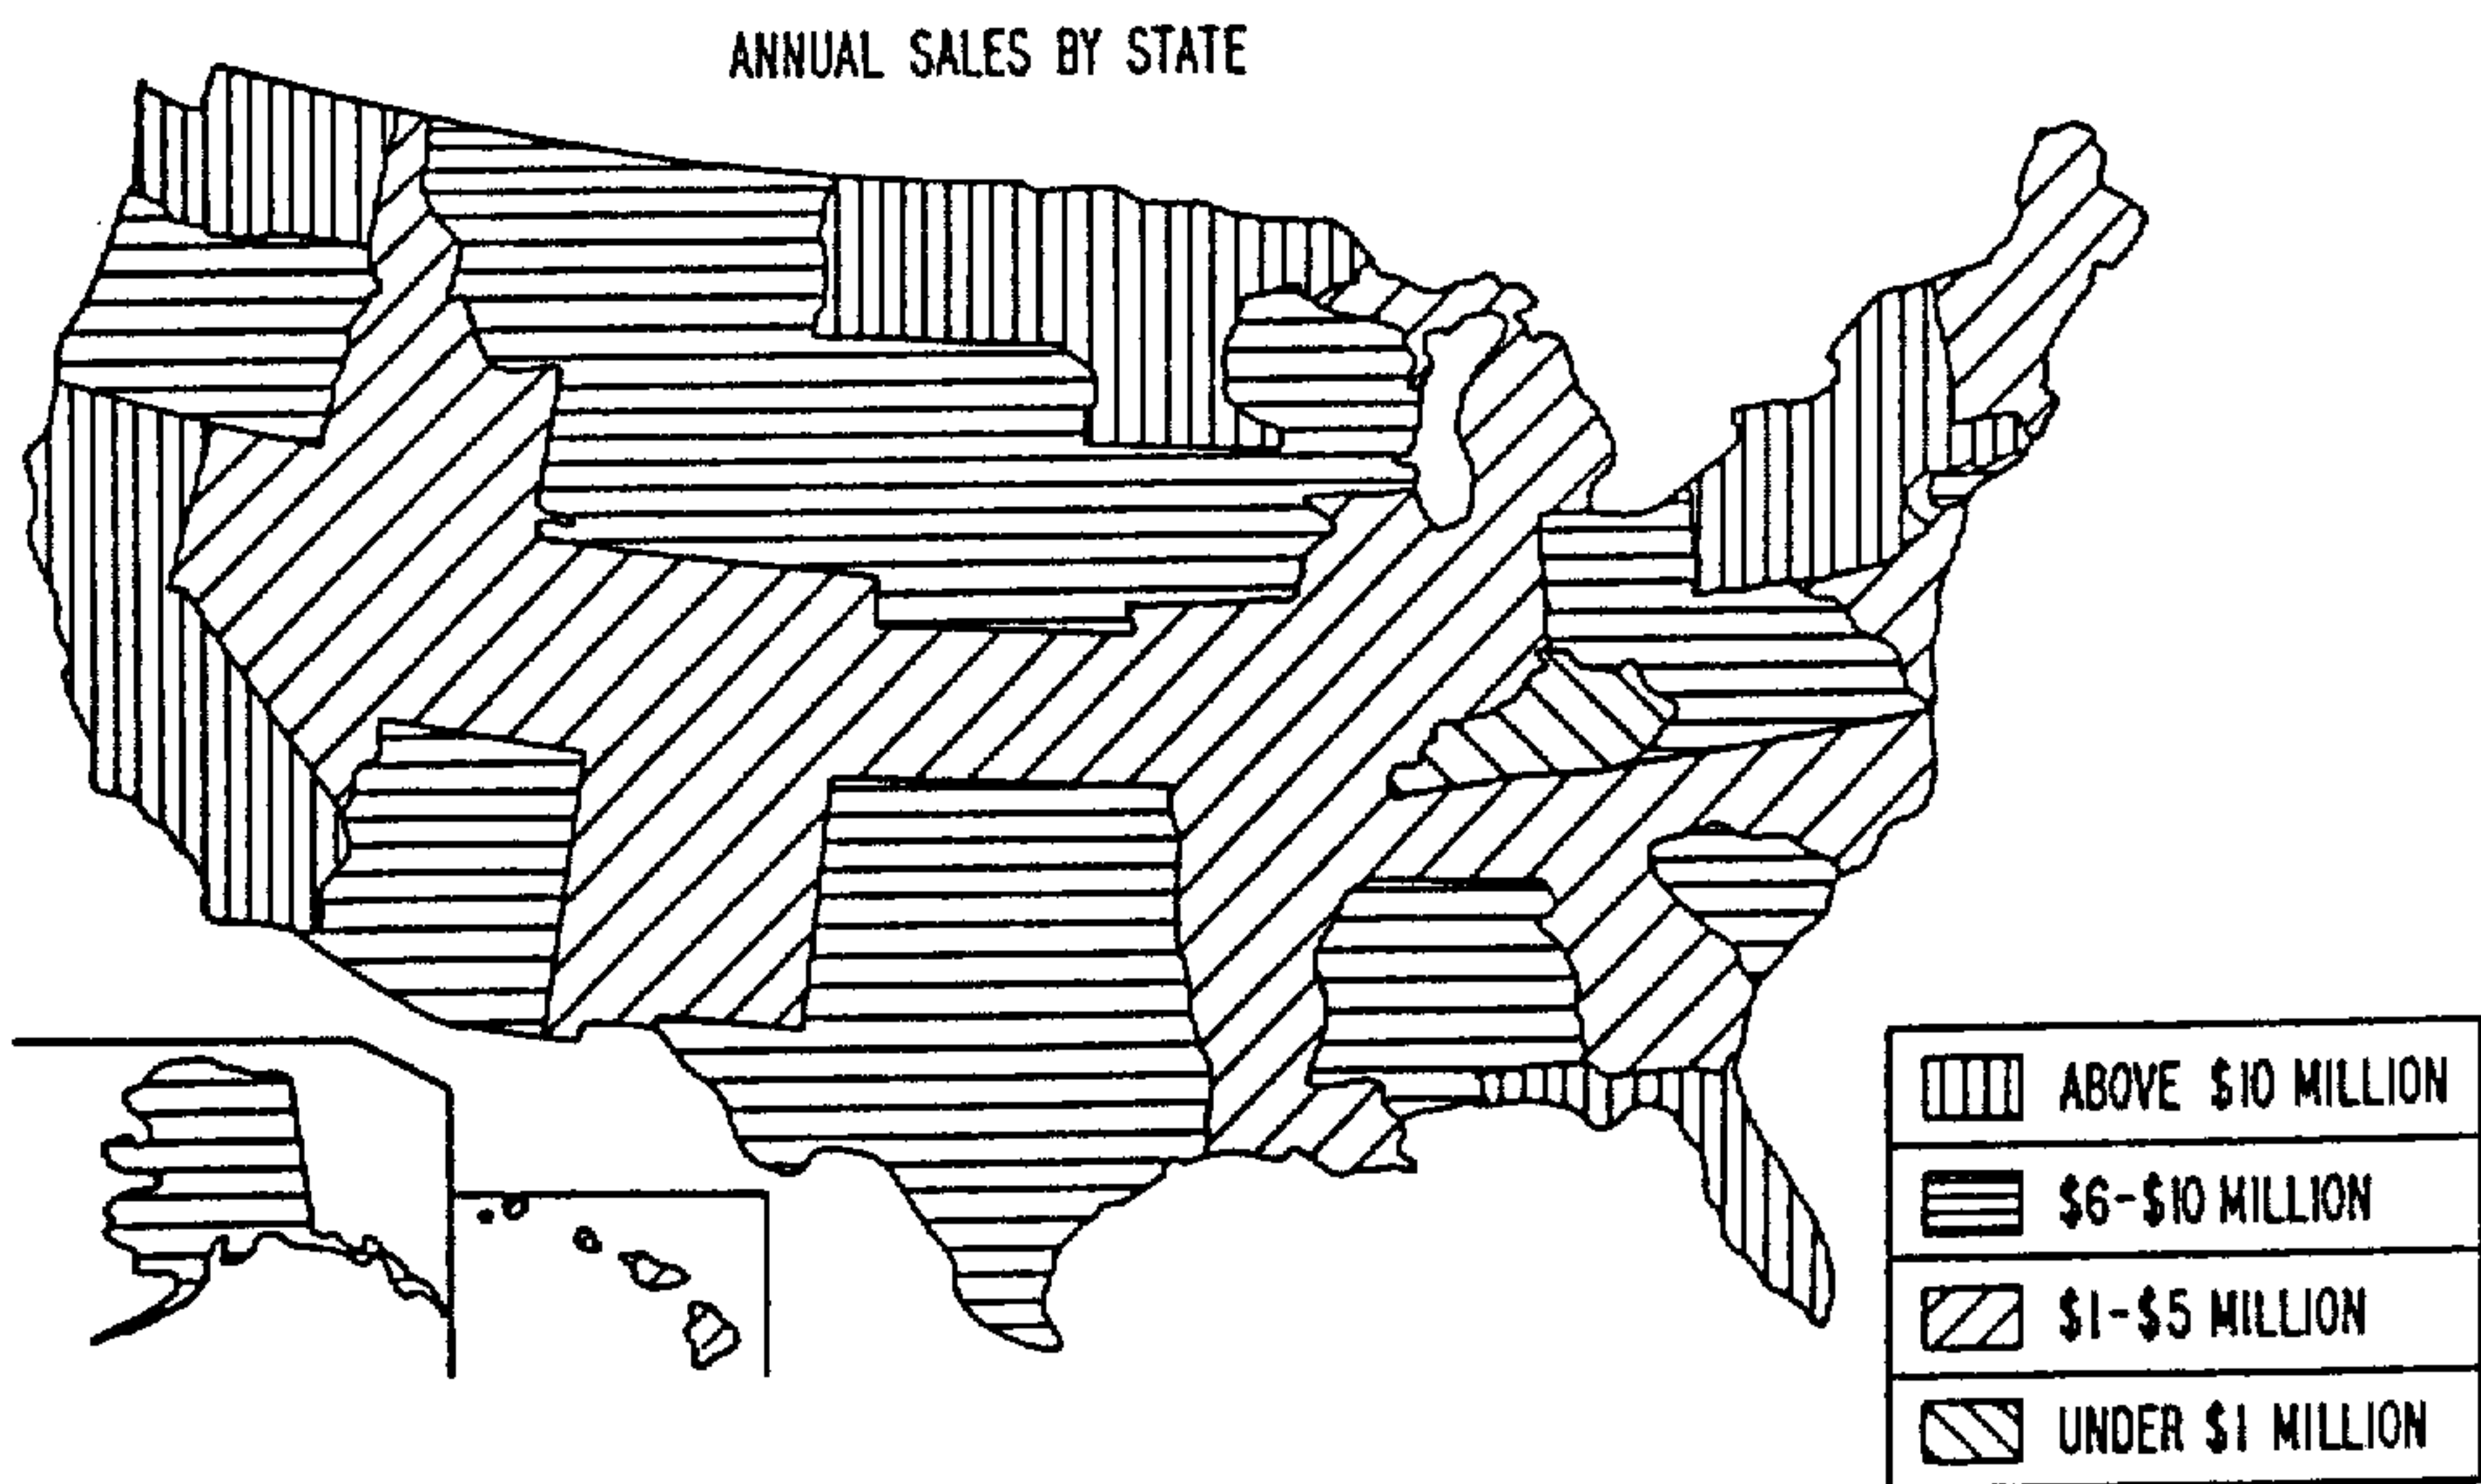 ANNUAL SALES BY STATE
ABOVE $10 MILLION
$6-$10 MILLION
$1-$5 MILLION
UNDER $1 MILLION